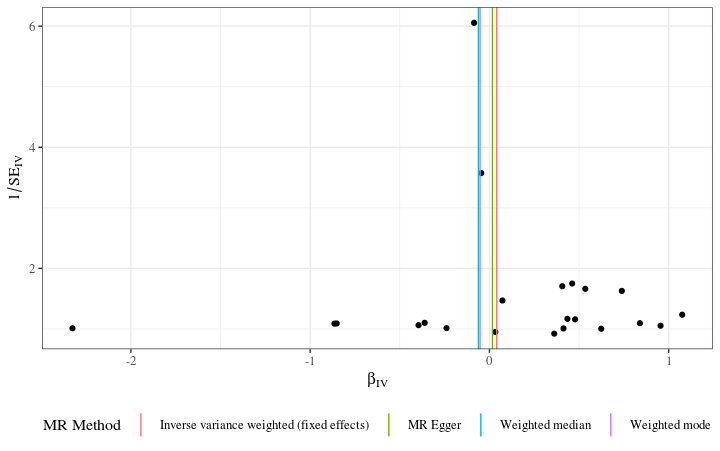 6
4
2
1/SE_IV
-2 -1 0 1
β_IV
MR Method Inverse variance weighted (fixed effects) MR Egger Weighted median Weighted mode